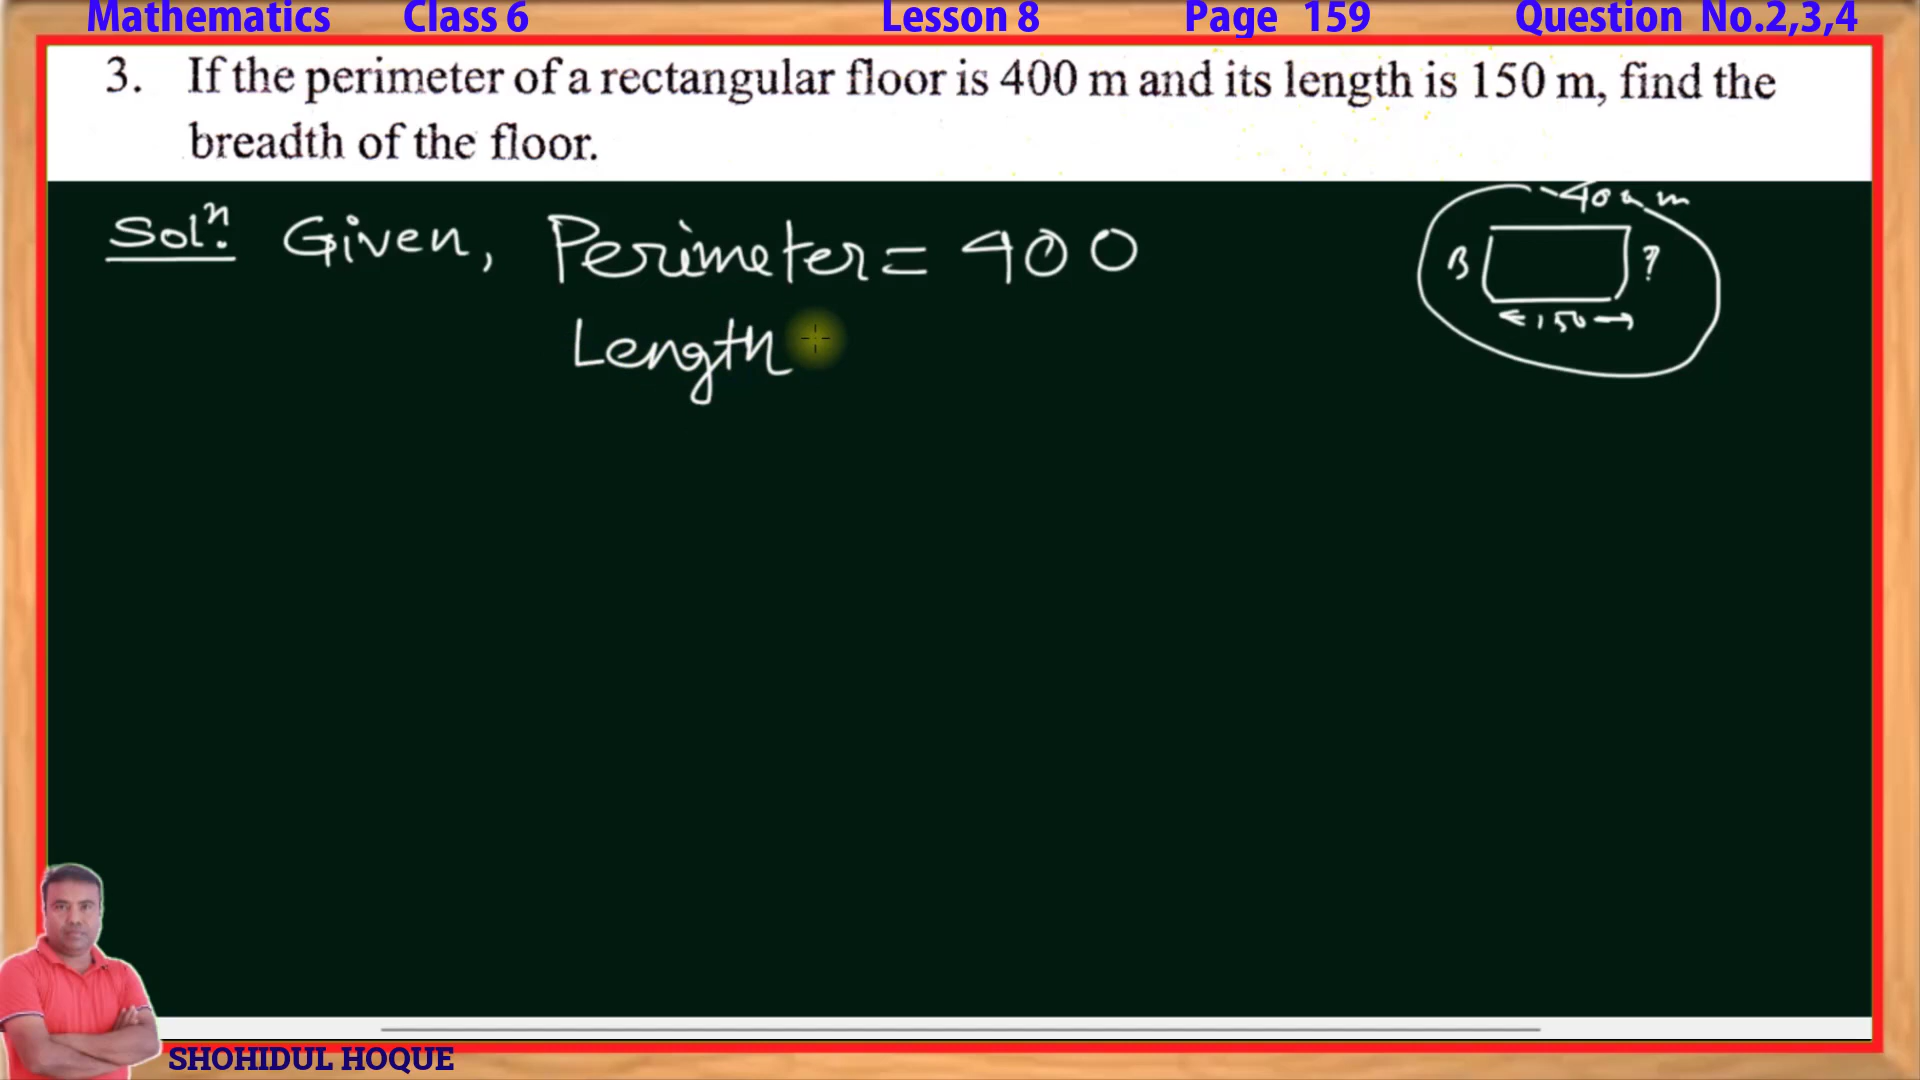 Mathematics Class 6 Lesson 8 Page 159 Question No.2,3,4
3. If the perimeter of a rectangular floor is 400 m and its length is 150 m, find the
breadth of the floor.
400 m
Solⁿ. Given, Perimeter = 400
B ?
150
Length
SHOHIDUL HOQUE